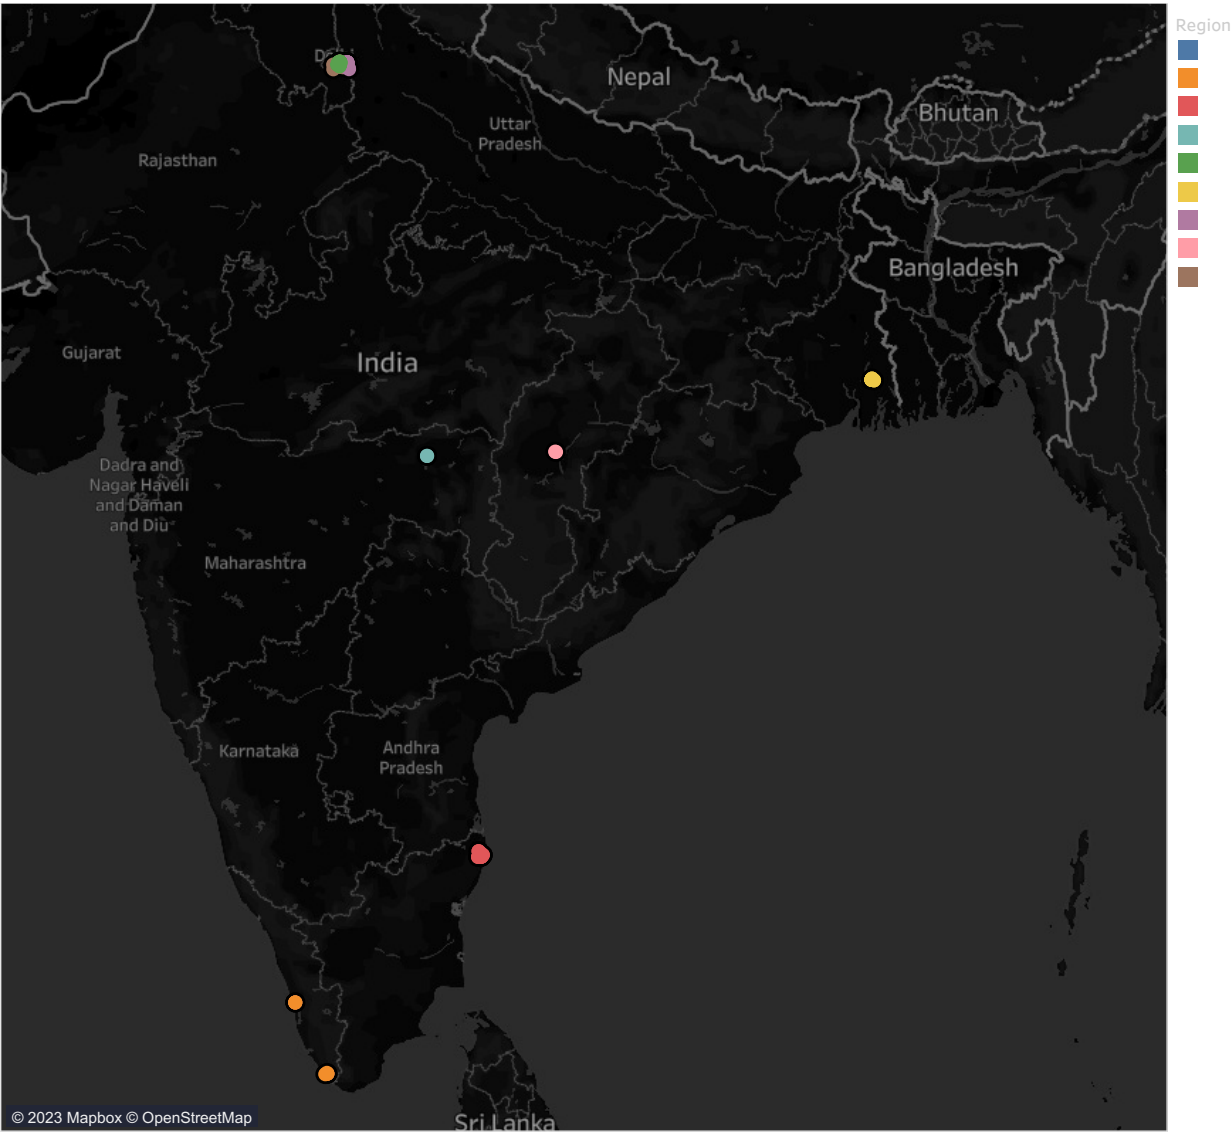 Region
Delhi
Nepal
Bhutan
Uttar
Pradesh
Rajasthan
Bangladesh
Gujarat
India
Dadra and
Nagar Haveli
and Daman
and Diu
Maharashtra
Karnataka
Andhra
Pradesh
© 2023 Mapbox © OpenStreetMap
Sri Lanka